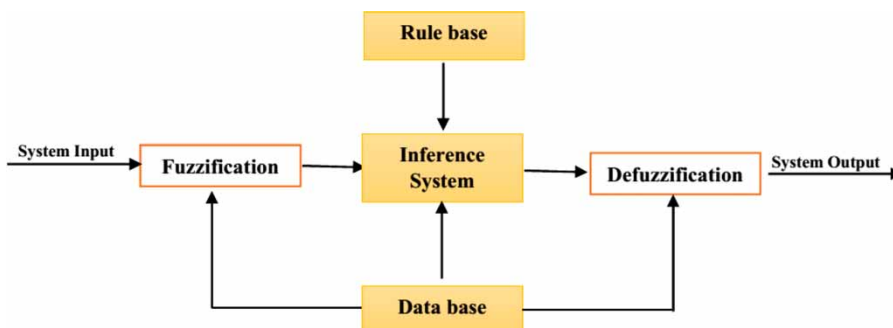 Rule base
System Input
Fuzzification
Inference
System
Defuzzification
System Output
Data base